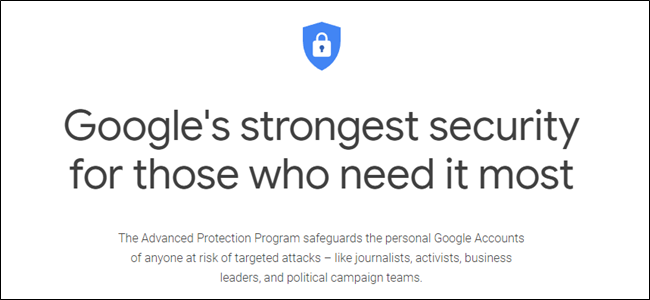 Google's strongest security
for those who need it most
The Advanced Protection Program safeguards the personal Google Accounts
of anyone at risk of targeted attacks – like journalists, activists, business
leaders, and political campaign teams.